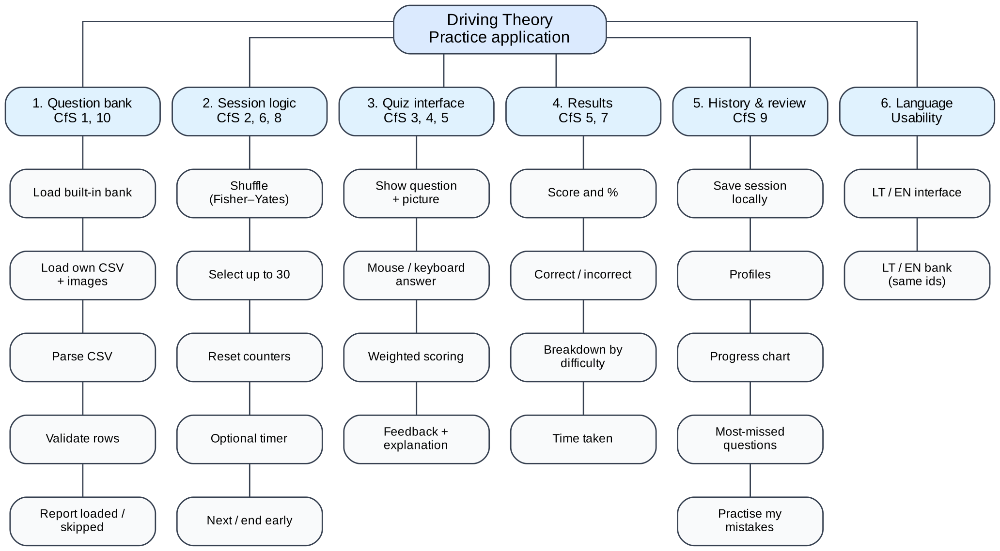 Driving Theory
Practice application
1. Question bank
CfS 1, 10
2. Session logic
CfS 2, 6, 8
3. Quiz interface
CfS 3, 4, 5
4. Results
CfS 5, 7
5. History & review
CfS 9
6. Language
Usability
Load built-in bank
Shuffle
(Fisher–Yates)
Show question
+ picture
Score and %
Save session
locally
LT / EN interface
Load own CSV
+ images
Select up to 30
Mouse / keyboard
answer
Correct / incorrect
Profiles
LT / EN bank
(same ids)
Parse CSV
Reset counters
Weighted scoring
Breakdown by
difficulty
Progress chart
Validate rows
Optional timer
Feedback +
explanation
Time taken
Most-missed
questions
Report loaded /
skipped
Next / end early
Practise my
mistakes